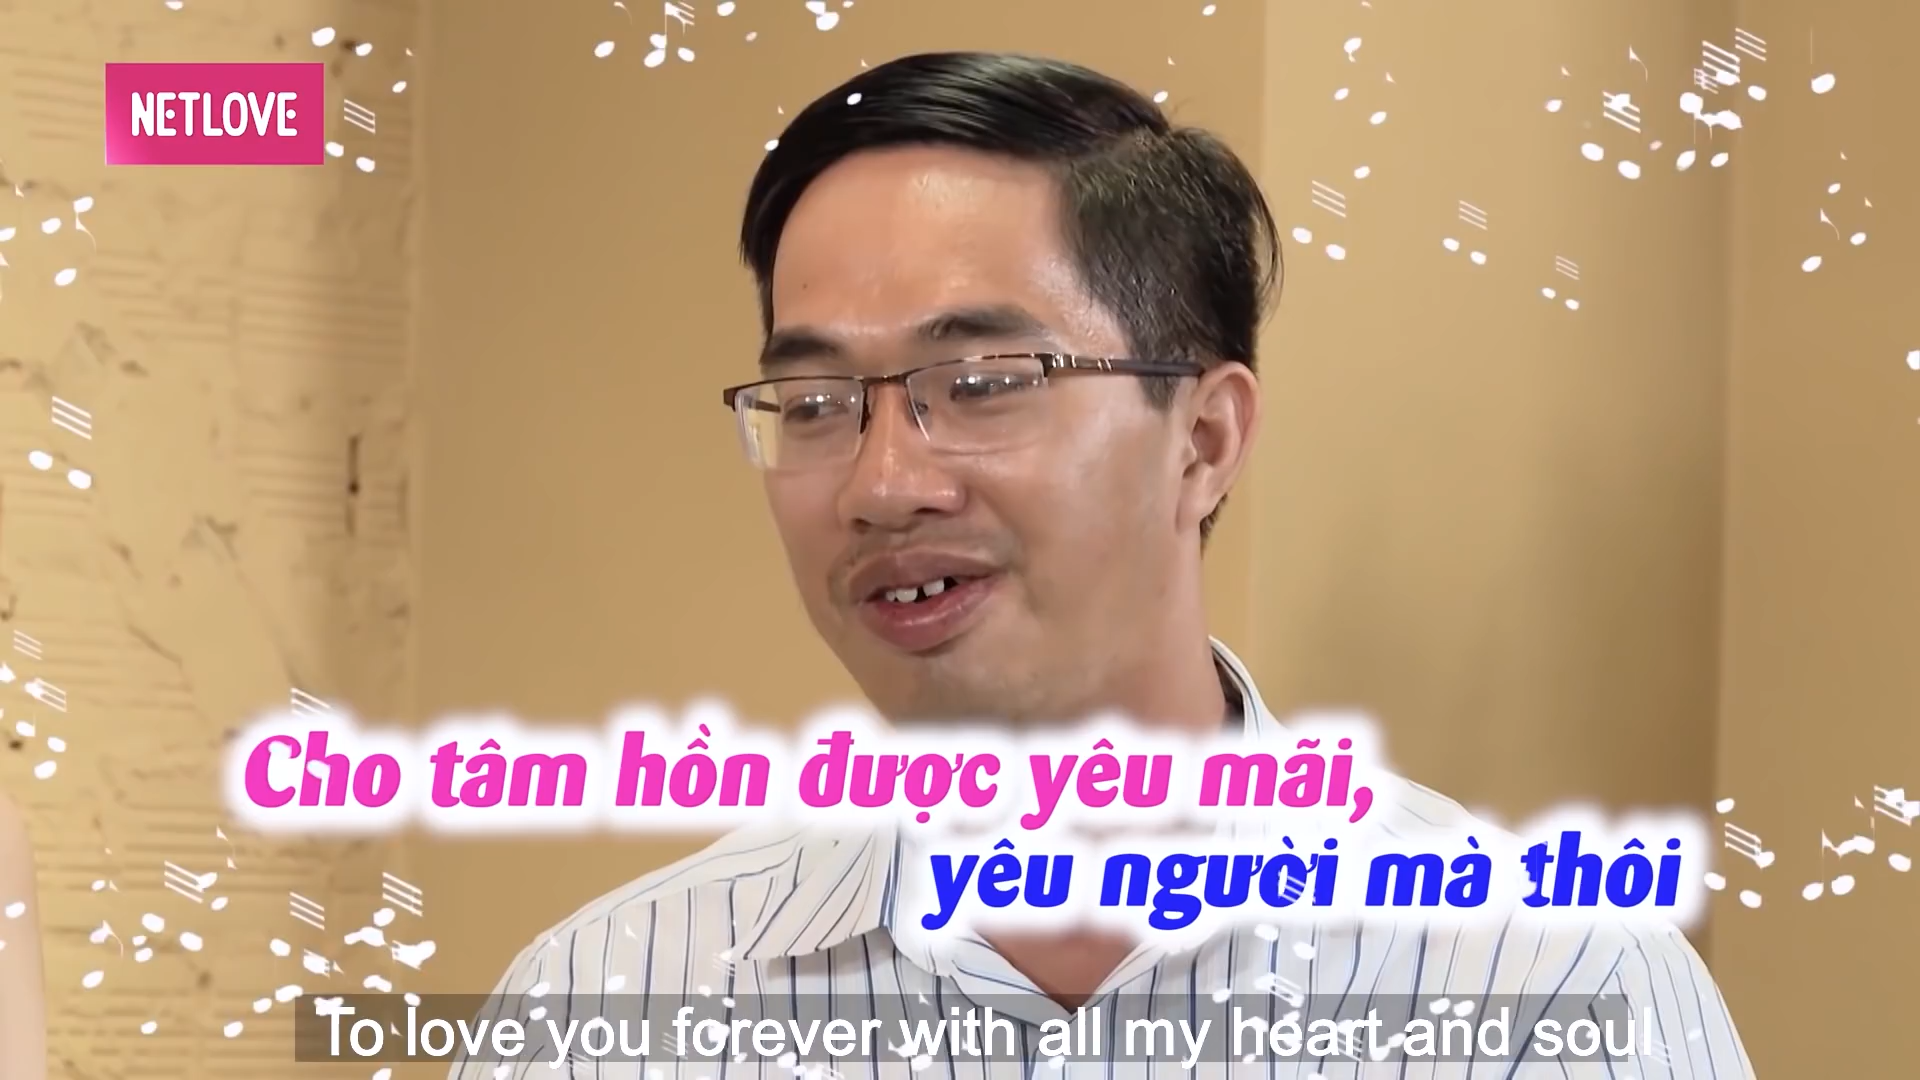 NETLOVE
Cho tâm hồn được yêu mãi,
yêu người mà thôi
To love you forever with all my heart and soul